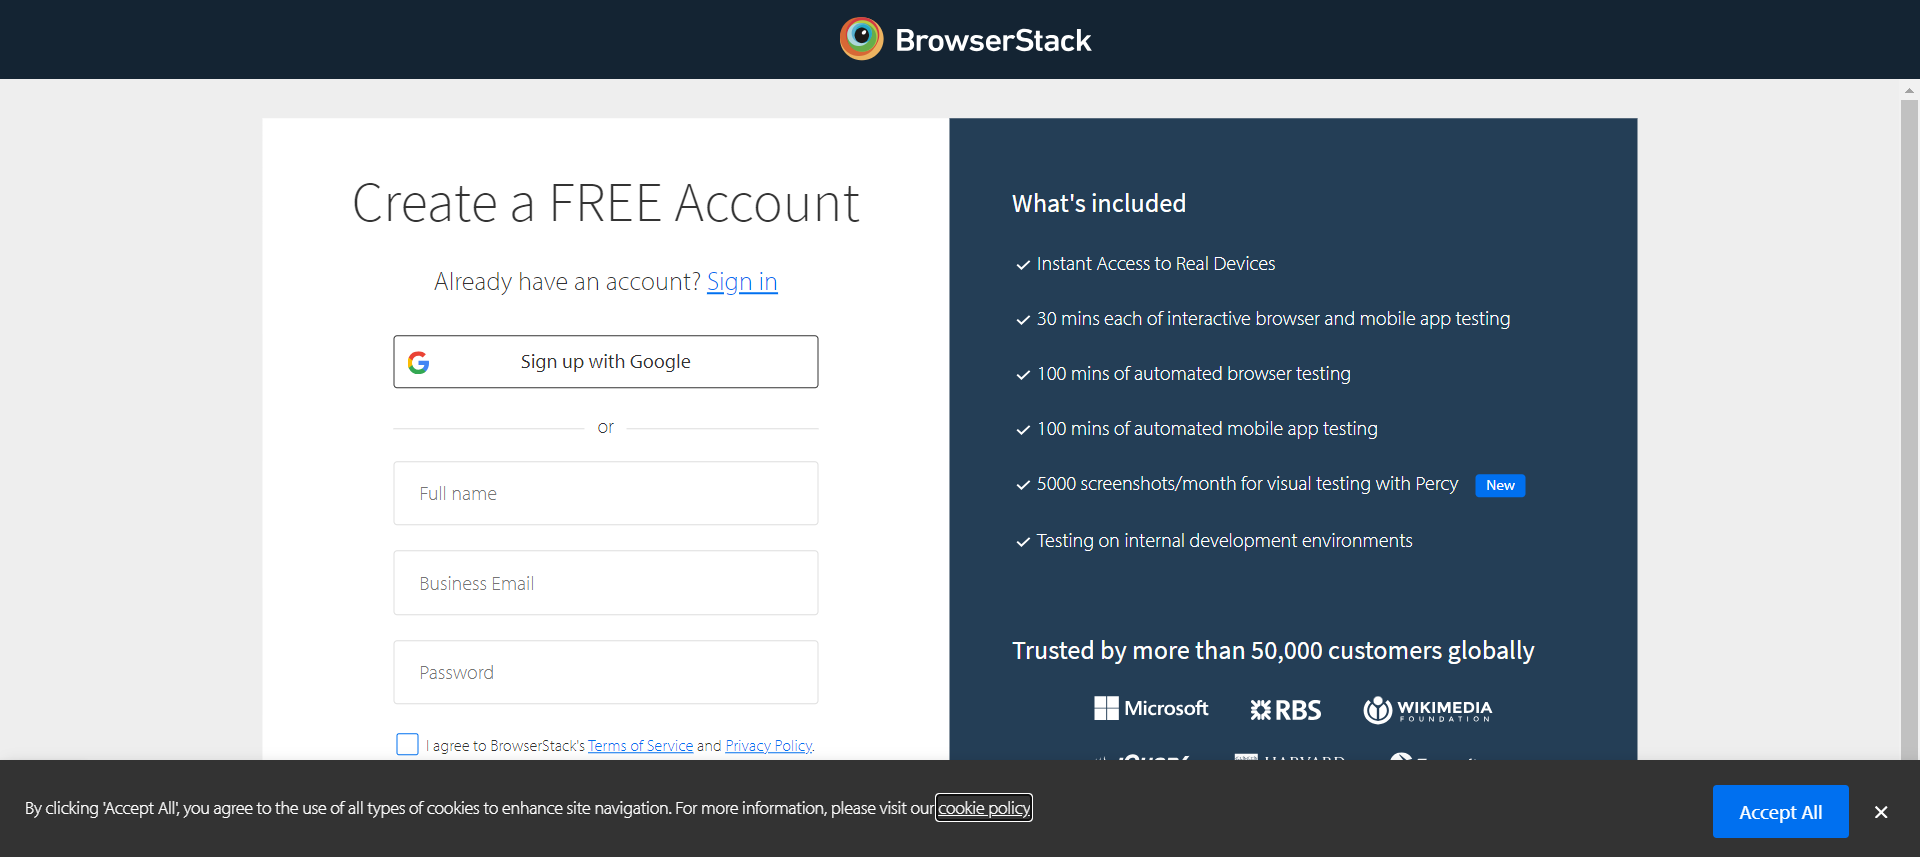 BrowserStack
Create a FREE Account
Already have an account? Sign in
Sign up with Google
or
Full name
Business Email
Password
I agree to BrowserStack's Terms of Service and Privacy Policy.
What's included
Instant Access to Real Devices
30 mins each of interactive browser and mobile app testing
100 mins of automated browser testing
100 mins of automated mobile app testing
5000 screenshots/month for visual testing with Percy New
Testing on internal development environments
Trusted by more than 50,000 customers globally
Microsoft RBS WIKIMEDIA FOUNDATION
HARVARD
By clicking 'Accept All', you agree to the use of all types of cookies to enhance site navigation. For more information, please visit our cookie policy
Accept All